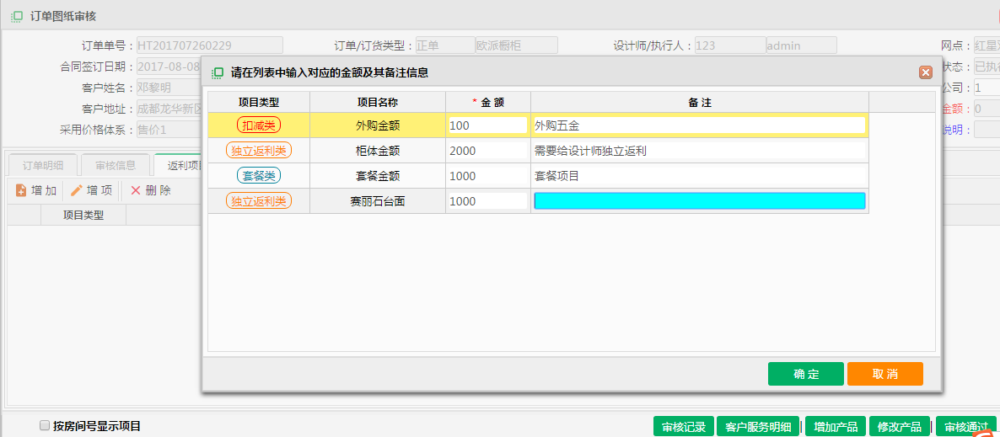 订单图纸审核
订单单号：HT201707260229 订单/订货类型：正单 欧派橱柜 设计师/执行人：123 admin 网点：红星
合同签订日期：2017-08-08 状态：已执行
客户姓名：邓黎明 公司：1
客户地址：成都龙华新区 金额：0
采用价格体系：售价1 说明：
请在列表中输入对应的金额及其备注信息
项目类型 项目名称 * 金 额 备 注
扣减类 外购金额 100 外购五金
独立返利类 柜体金额 2000 需要给设计师独立返利
套餐类 套餐金额 1000 套餐项目
独立返利类 赛丽石台面 1000
确 定 取 消
订单明细 审核信息 返利项目
增 加 增 项 删 除
项目类型
按房间号显示项目
审核记录 客户服务明细 | 增加产品 修改产品 | 审核通过